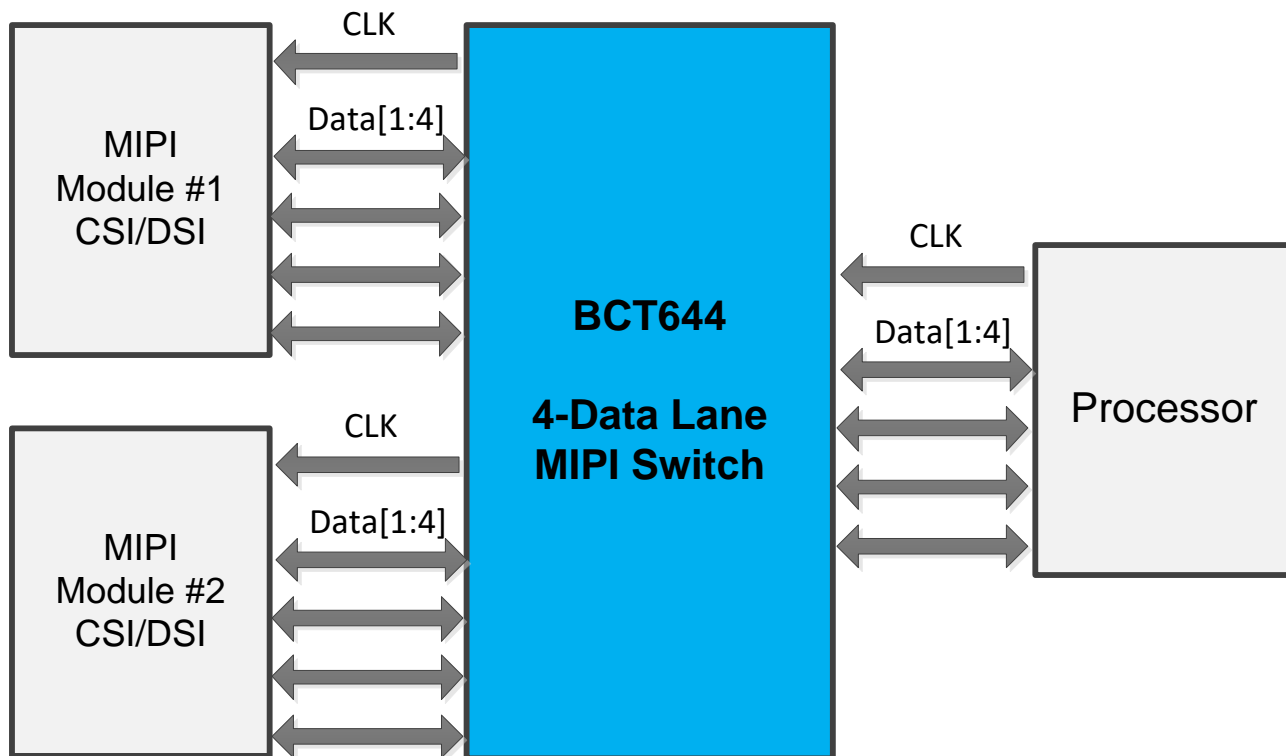 CLK
Data[1:4]
MIPI
Module #1
CSI/DSI
CLK
Data[1:4]
MIPI
Module #2
CSI/DSI
BCT644
4-Data Lane
MIPI Switch
CLK
Data[1:4]
Processor